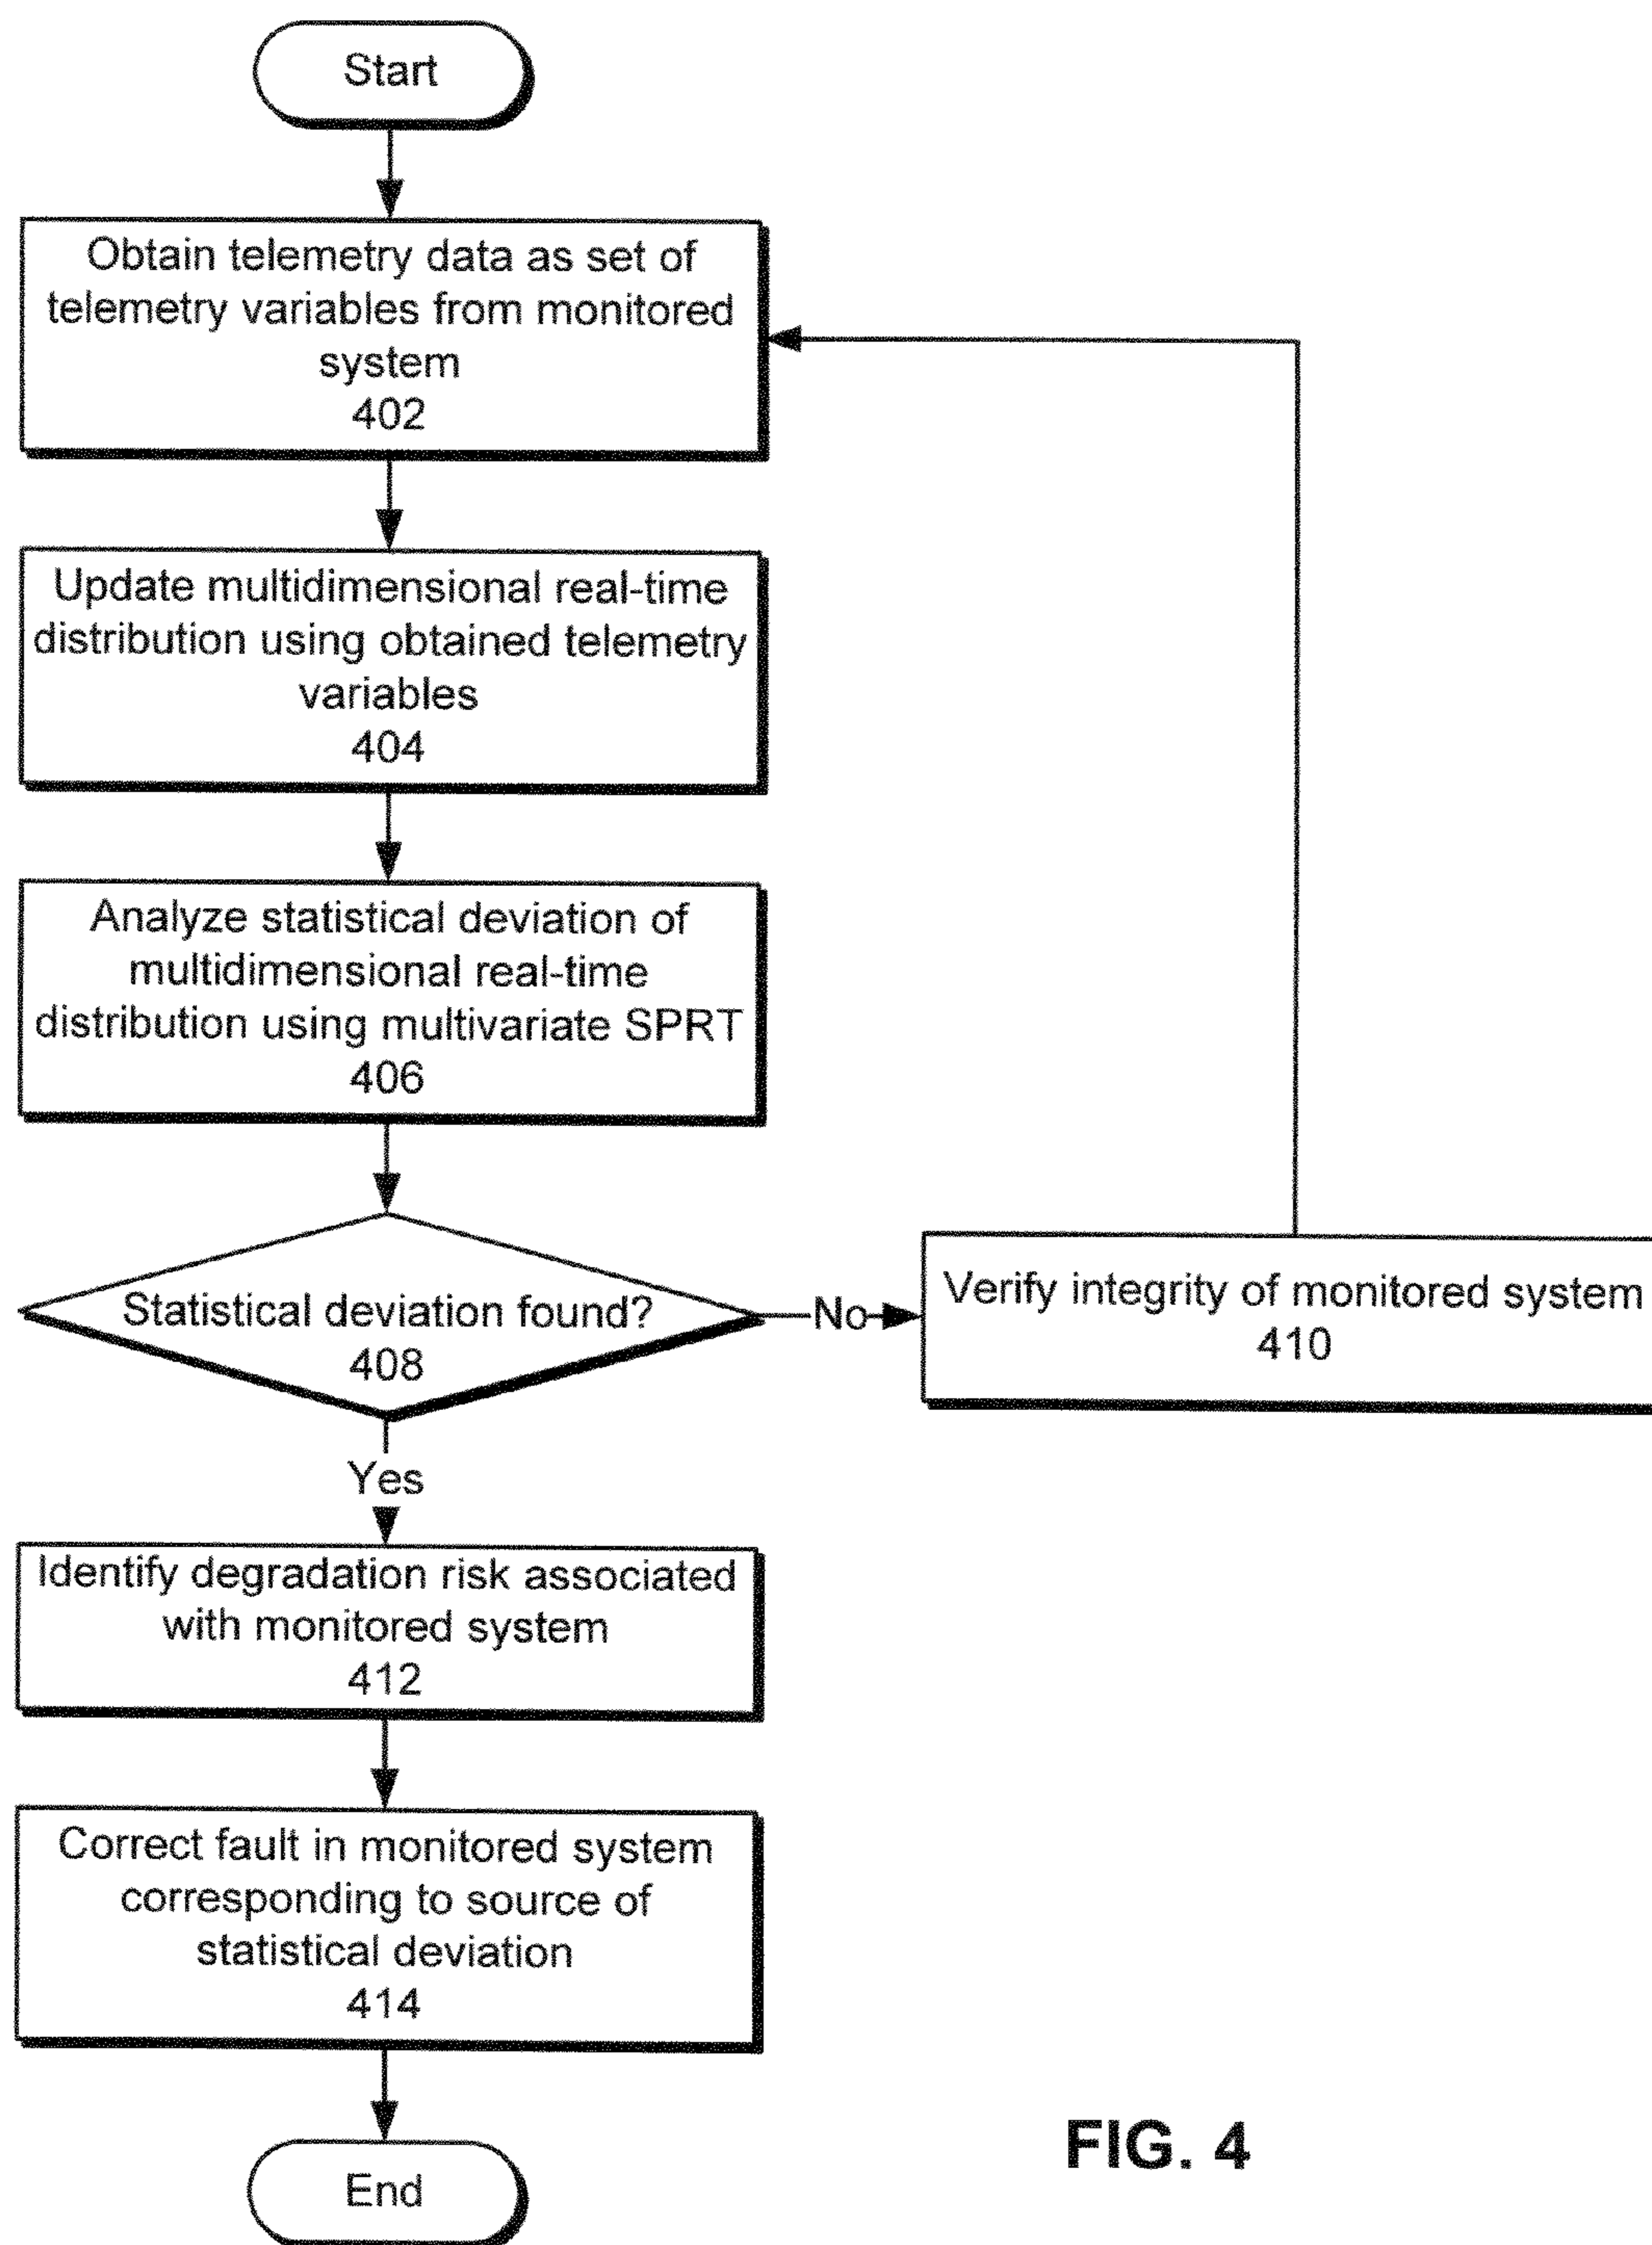 Start
Obtain telemetry data as set of
telemetry variables from monitored
system
402
Update multidimensional real-time
distribution using obtained telemetry
variables
404
Analyze statistical deviation of
multidimensional real-time
distribution using multivariate SPRT
406
Statistical deviation found?
408
No
Verify integrity of monitored system
410
Yes
Identify degradation risk associated
with monitored system
412
Correct fault in monitored system
corresponding to source of
statistical deviation
414
End
FIG. 4